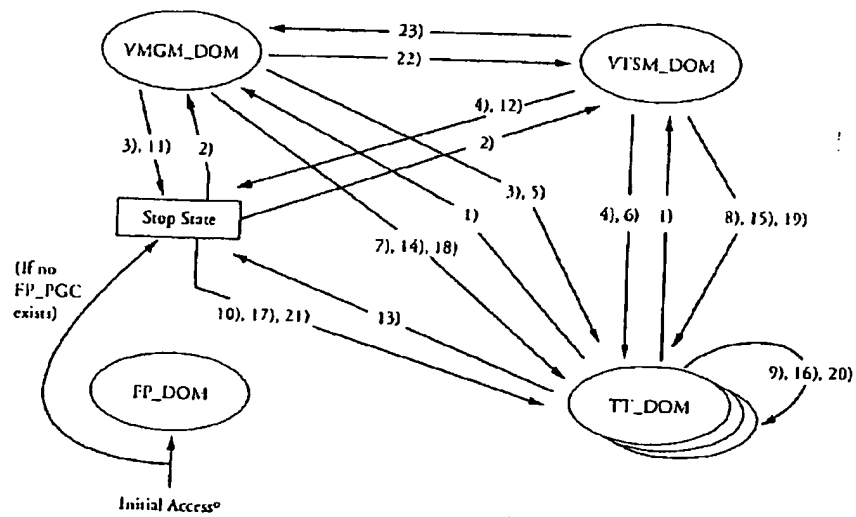 23)
VMGM_DOM
22)
VTSM_DOM
4), 12)
3), 11)
2)
2)
3), 5)
Stop State
1)
4), 6)
1)
8), 15), 19)
7), 14), 18)
(If no
FP_PGC
exists)
10), 17), 21)
13)
9), 16), 20)
FP_DOM
TT_DOM
Initial Access°